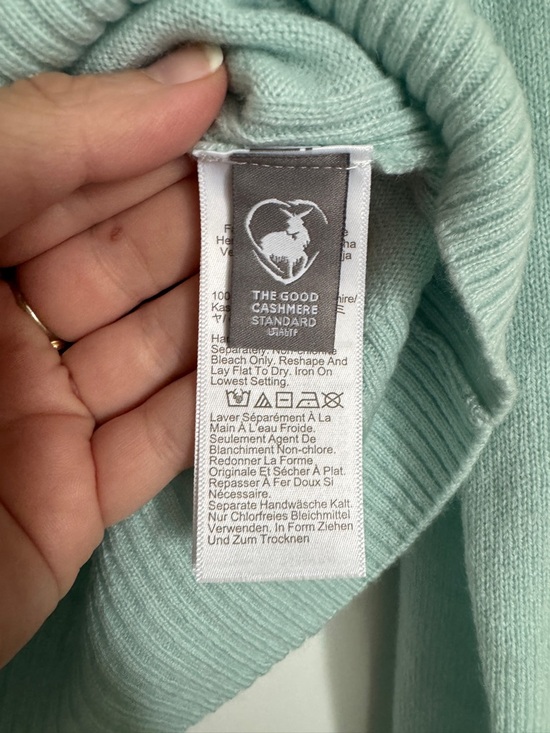 THE GOOD
CASHMERE
STANDARD
100
Separately. Non-chlorine
Bleach Only. Reshape And
Lay Flat To Dry. Iron On
Lowest Setting.
Laver Séparément À La
Main À L'eau Froide.
Seulement Agent De
Blanchiment Non-chlore.
Redonner La Forme
Originale Et Sécher À Plat.
Repasser À Fer Doux Si
Nécessaire.
Separate Handwäsche Kalt.
Nur Chlorfreies Bleichmittel
Verwenden. In Form Ziehen
Und Zum Trocknen